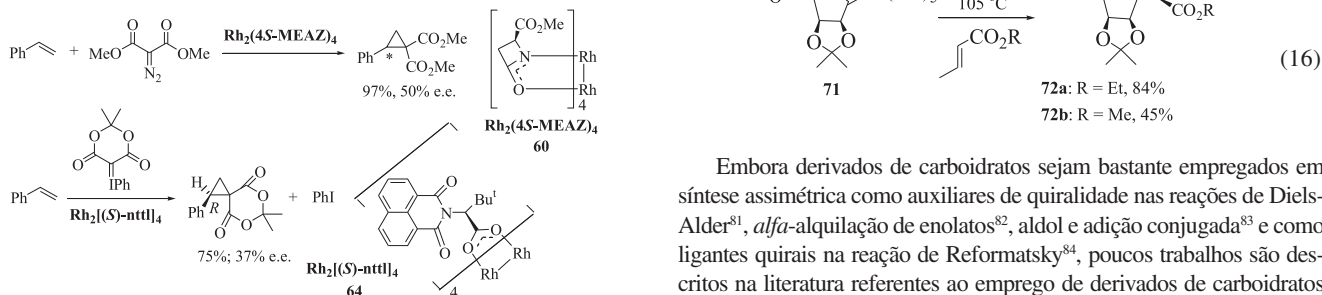 Ph
+
MeO
O
O
OMe
N2
Rh2(4S-MEAZ)4
Ph
*
CO2Me
CO2Me
97%, 50% e.e.
CO2Me
N
O
Rh
Rh
4
Rh2(4S-MEAZ)4
60
O
O
O
O
IPh
Ph
Rh2[(S)-nttl]4
H
Ph
R
O
O
O
O
+
PhI
75%; 37% e.e.
Rh2[(S)-nttl]4
64
O
N
O
But
O
O
Rh
Rh
4
105 °C
CO2R
O
O
71
CO2R
O
O
72a: R = Et, 84%
72b: R = Me, 45%
(16)
Embora derivados de carboidratos sejam bastante empregados em
síntese assimétrica como auxiliares de quiralidade nas reações de Diels-
Alder81, alfa-alquilação de enolatos82, aldol e adição conjugada83 e como
ligantes quirais na reação de Reformatsky84, poucos trabalhos são des-
critos na literatura referentes ao emprego de derivados de carboidratos